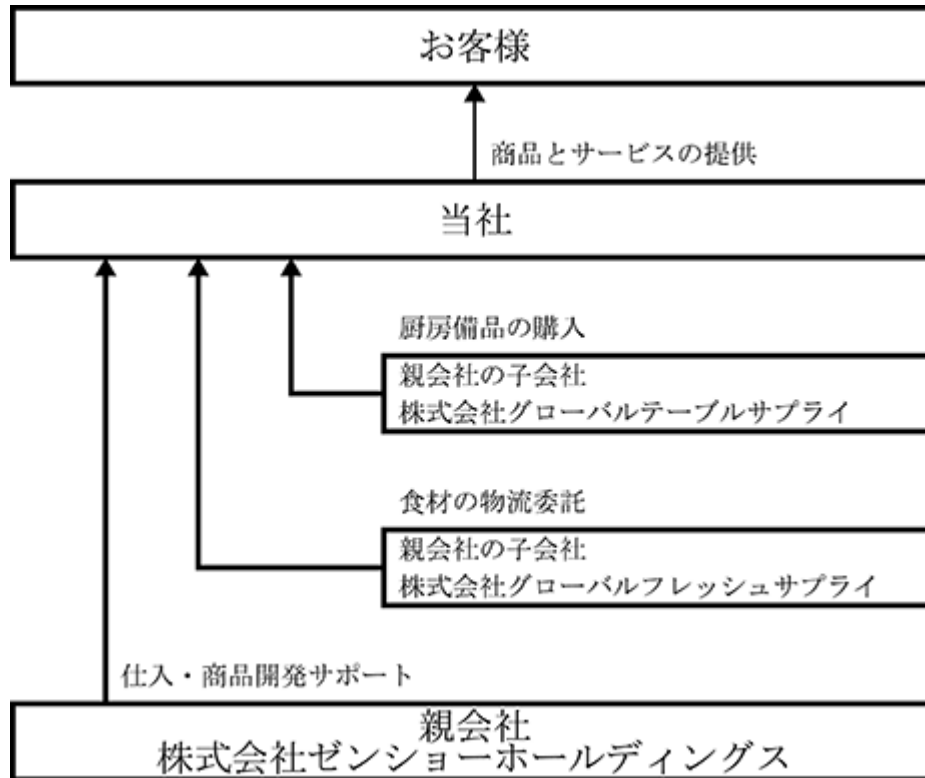 お客様
商品とサービスの提供
当社
厨房備品の購入
親会社の子会社
株式会社グローバルテーブルサプライ
食材の物流委託
親会社の子会社
株式会社グローバルフレッシュサプライ
仕入・商品開発サポート
親会社
株式会社ゼンショーホールディングス